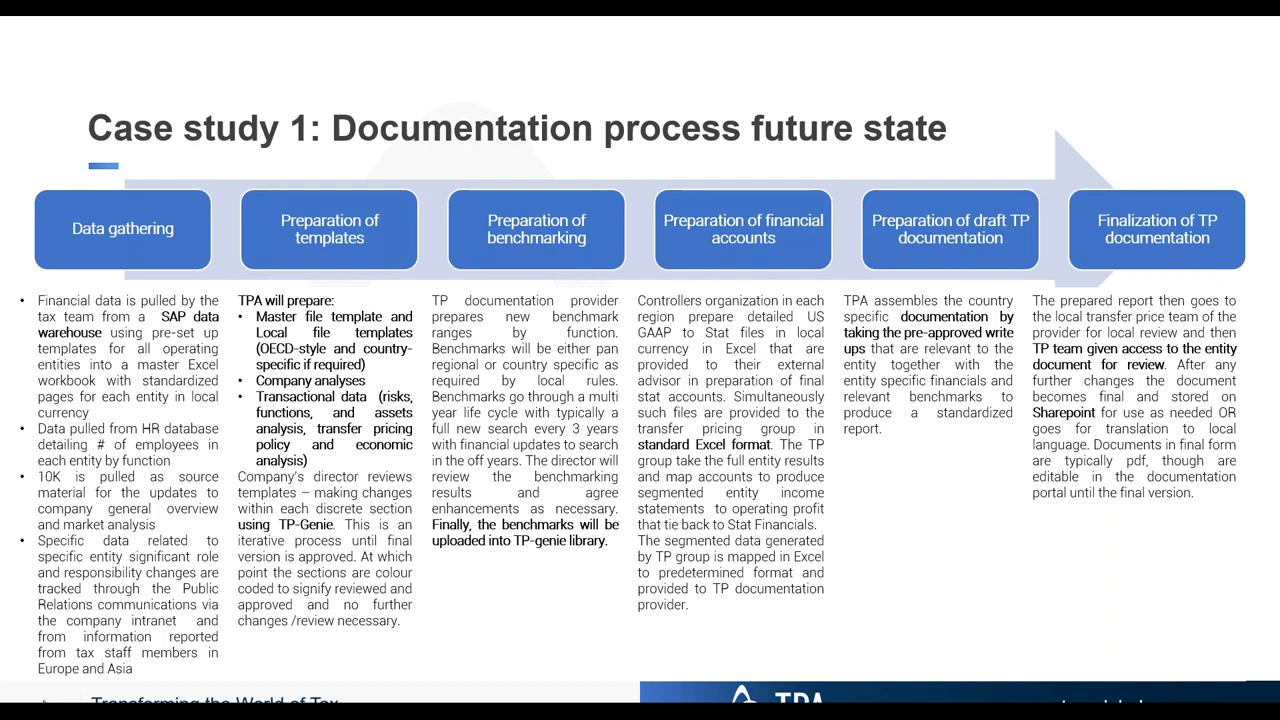 Case study 1: Documentation process future state
Data gathering
Preparation of
templates
Preparation of
benchmarking
Preparation of financial
accounts
Preparation of draft TP
documentation
Finalization of TP
documentation
• Financial data is pulled by the
tax team from a SAP data
warehouse using pre-set up
templates for all operating
entities into a master Excel
workbook with standardized
pages for each entity in local
currency
• Data pulled from HR database
detailing # of employees in
each entity by function
• 10K is pulled as source
material for the updates to
company general overview
and market analysis
• Specific data related to
specific entity significant role
and responsibility changes are
tracked through the Public
Relations communications via
the company intranet and
from information reported
from tax staff members in
Europe and Asia
TPA will prepare:
• Master file template and
Local file templates
(OECD-style and country-
specific if required)
• Company analyses
• Transactional data (risks,
functions, and assets
analysis, transfer pricing
policy and economic
analysis)
Company's director reviews
templates – making changes
within each discrete section
using TP-Genie. This is an
iterative process until final
version is approved. At which
point the sections are colour
coded to signify reviewed and
approved and no further
changes /review necessary.
TP documentation provider
prepares new benchmark
ranges by function.
Benchmarks will be either pan
regional or country specific as
required by local rules.
Benchmarks go through a multi
year life cycle with typically a
full new search every 3 years
with financial updates to search
in the off years. The director will
review the benchmarking
results and agree
enhancements as necessary.
Finally, the benchmarks will be
uploaded into TP-genie library.
Controllers organization in each
region prepare detailed US
GAAP to Stat files in local
currency in Excel that are
provided to their external
advisor in preparation of final
stat accounts. Simultaneously
such files are provided to the
transfer pricing group in
standard Excel format. The TP
group take the full entity results
and map accounts to produce
segmented entity income
statements to operating profit
that tie back to Stat Financials.
The segmented data generated
by TP group is mapped in Excel
to predetermined format and
provided to TP documentation
provider.
TPA assembles the country
specific documentation by
taking the pre-approved write
ups that are relevant to the
entity together with the
entity specific financials and
relevant benchmarks to
produce a standardized
report.
The prepared report then goes to
the local transfer price team of the
provider for local review and then
TP team given access to the entity
document for review. After any
further changes the document
becomes final and stored on
Sharepoint for use as needed OR
goes for translation to local
language. Documents in final form
are typically pdf, though are
editable in the documentation
portal until the final version.
Transforming the World of Tax
TPA